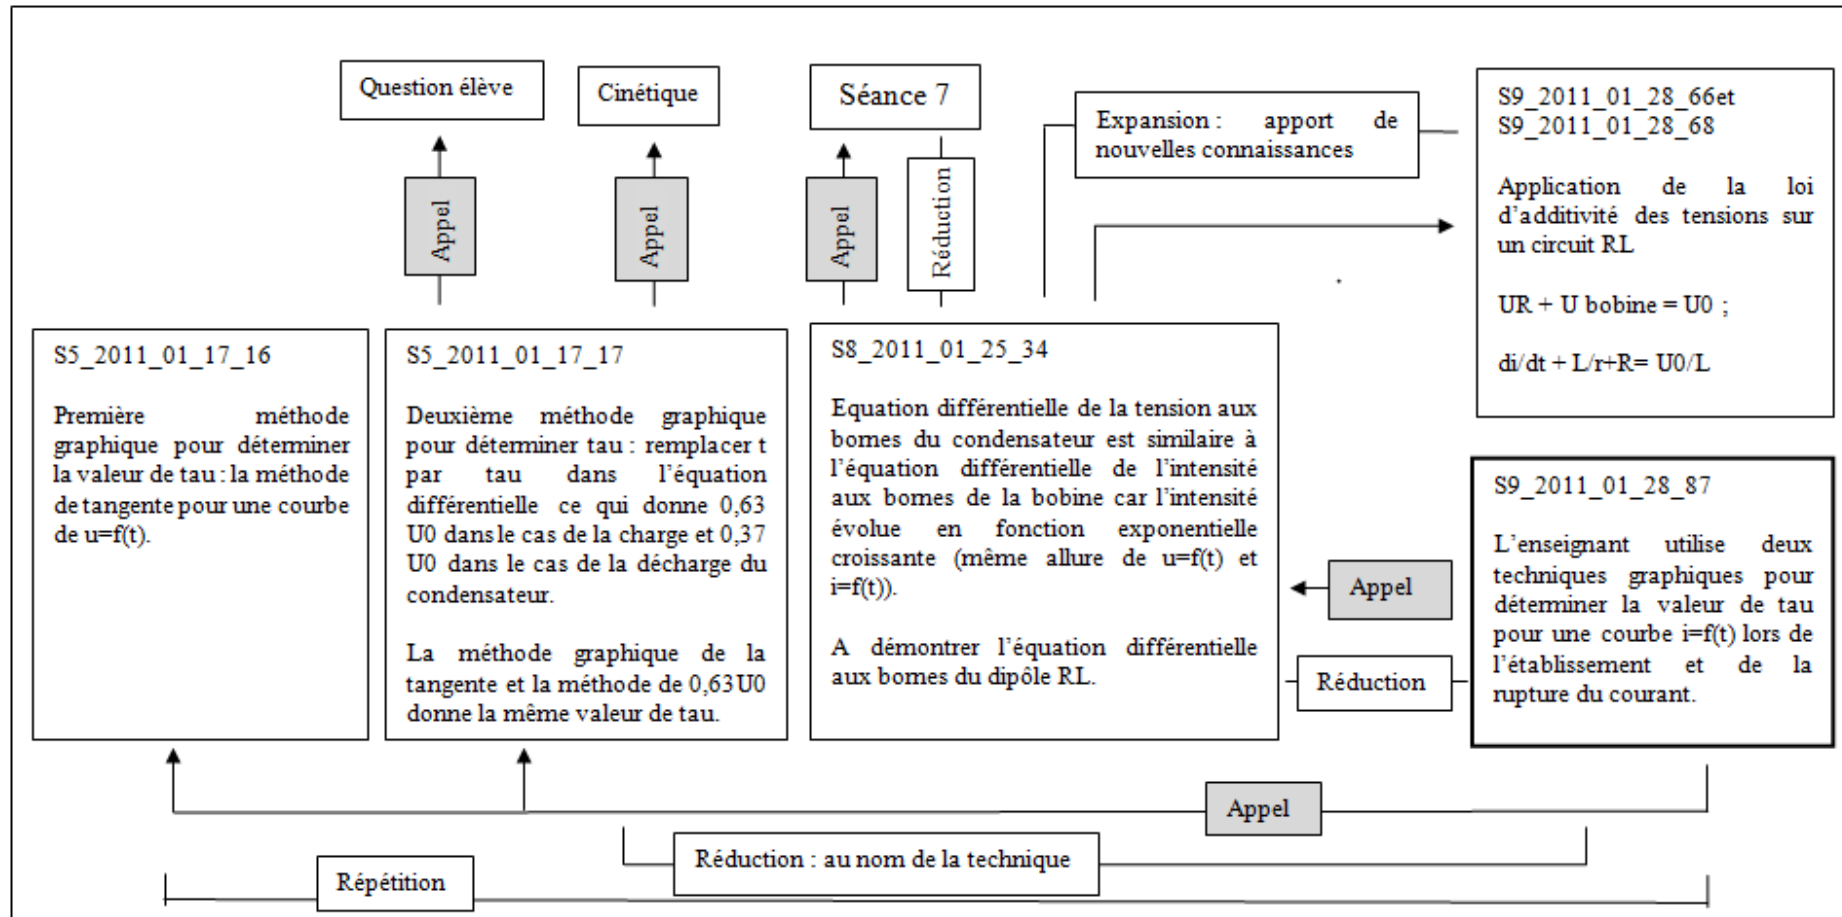 Question élève
Cinétique
Séance 7
Appel
Appel
Appel
Réduction
Expansion : apport de
nouvelles connaissances
S9_2011_01_28_66et
S9_2011_01_28_68
Application de la loi
d’additivité des tensions sur
un circuit RL
UR + U bobine = U0 ;
di/dt + L/r+R= U0/L
S5_2011_01_17_16
Première méthode
graphique pour déterminer
la valeur de tau : la méthode
de tangente pour une courbe
de u=f(t).
S5_2011_01_17_17
Deuxième méthode graphique
pour déterminer tau : remplacer t
par tau dans l’équation
différentielle ce qui donne 0,63
U0 dans le cas de la charge et 0,37
U0 dans le cas de la décharge du
condensateur.
La méthode graphique de la
tangente et la méthode de 0,63U0
donne la même valeur de tau.
S8_2011_01_25_34
Equation différentielle de la tension aux
bornes du condensateur est similaire à
l’équation différentielle de l’intensité
aux bornes de la bobine car l’intensité
évolue en fonction exponentielle
croissante (même allure de u=f(t) et
i=f(t)).
A démontrer l’équation différentielle
aux bornes du dipôle RL.
Appel
Réduction
S9_2011_01_28_87
L’enseignant utilise deux
techniques graphiques pour
déterminer la valeur de tau
pour une courbe i=f(t) lors de
l’établissement et de la
rupture du courant.
Appel
Réduction : au nom de la technique
Répétition